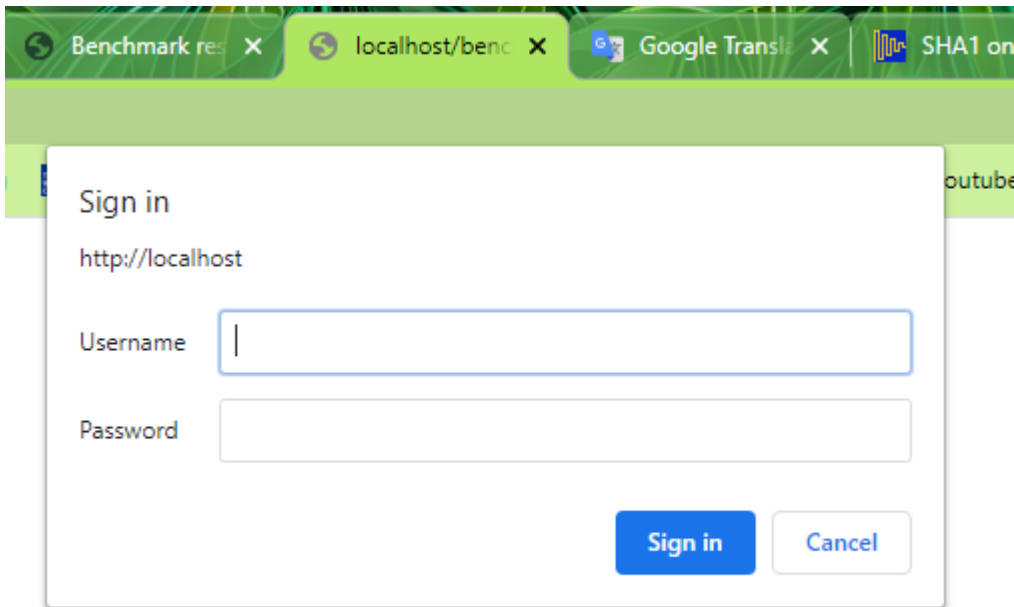 Benchmark res localhost/benc Google Transla SHA1 on
outube
Sign in
http://localhost
Username
Password
Sign in Cancel